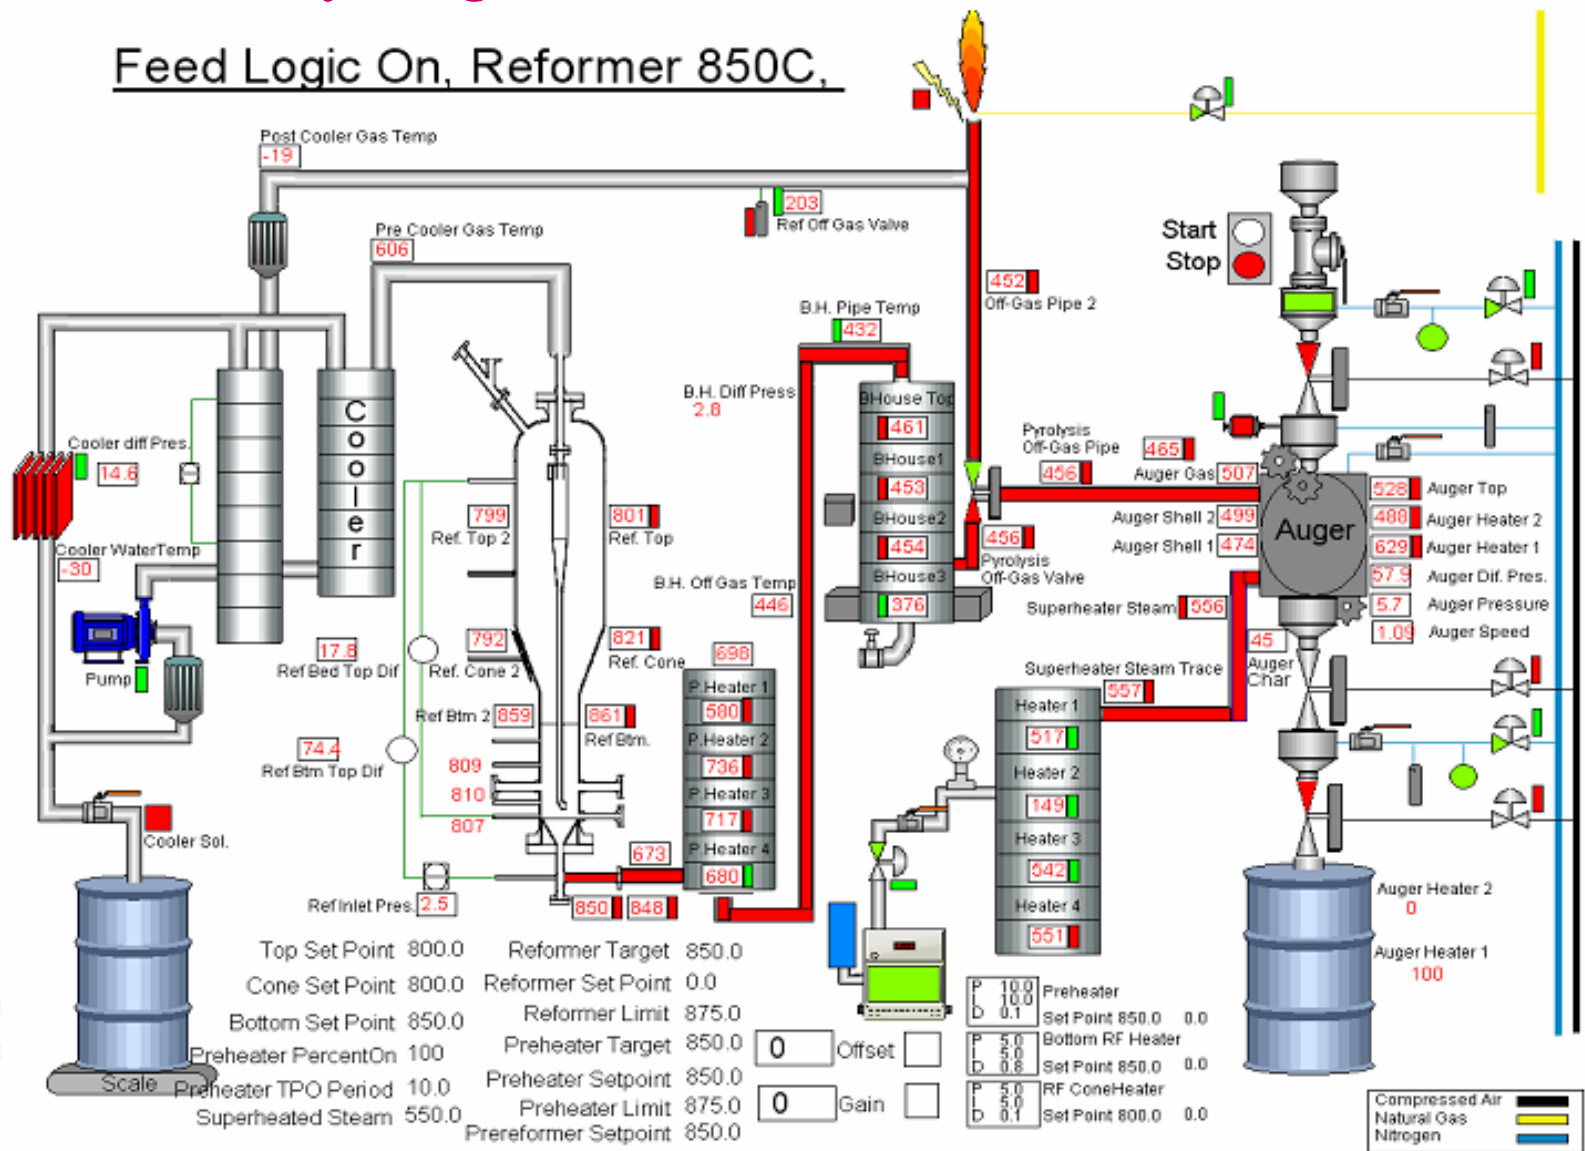 Feed Logic On, Reformer 850C,
Post Cooler Gas Temp
-19
203
Ref Off Gas Valve
Pre Cooler Gas Temp
606
Start
Stop
452
Off-Gas Pipe 2
B.H. Pipe Temp
432
B.H. Diff Press
2.8
BHouse Top
461
BHouse1
453
BHouse2
454
BHouse3
376
Cooler
Cooler diff Pres.
14.6
Cooler WaterTemp
-30
Pump
Pyrolysis
Off-Gas Pipe
456
465
Auger Gas 507
Auger Shell 2 499
Auger Shell 1 474
Auger
528 Auger Top
488 Auger Heater 2
629 Auger Heater 1
57.9 Auger Dif. Pres.
5.7 Auger Pressure
1.09 Auger Speed
456
Pyrolysis
Off-Gas Valve
Superheater Steam 556
45
Auger
Char
Superheater Steam Trace
557
799
Ref. Top 2
801
Ref. Top
B.H. Off Gas Temp
446
792
Ref. Cone 2
821
Ref. Cone
17.8
Ref Bed Top Dif
Ref Btm 2 859
861
Ref Btm.
74.4
Ref Btm Top Dif
809
810
807
698
P.Heater 1
580
P.Heater 2
736
P.Heater 3
717
P.Heater 4
680
673
850 848
Ref Inlet Pres. 2.5
Heater 1
517
Heater 2
149
Heater 3
542
Heater 4
551
Cooler Sol.
Scale
Auger Heater 2
0
Auger Heater 1
100
Top Set Point 800.0
Cone Set Point 800.0
Bottom Set Point 850.0
Preheater PercentOn 100
Preheater TPO Period 10.0
Superheated Steam 550.0
Reformer Target 850.0
Reformer Set Point 0.0
Reformer Limit 875.0
Preheater Target 850.0
Preheater Setpoint 850.0
Preheater Limit 875.0
Prereformer Setpoint 850.0
0 Offset
0 Gain
P 10.0
I 10.0
D 0.1
Preheater
Set Point 850.0 0.0
P 5.0
I 5.0
D 0.8
Bottom RF Heater
Set Point 850.0 0.0
P 5.0
I 5.0
D 0.1
RF ConeHeater
Set Point 800.0 0.0
Compressed Air
Natural Gas
Nitrogen